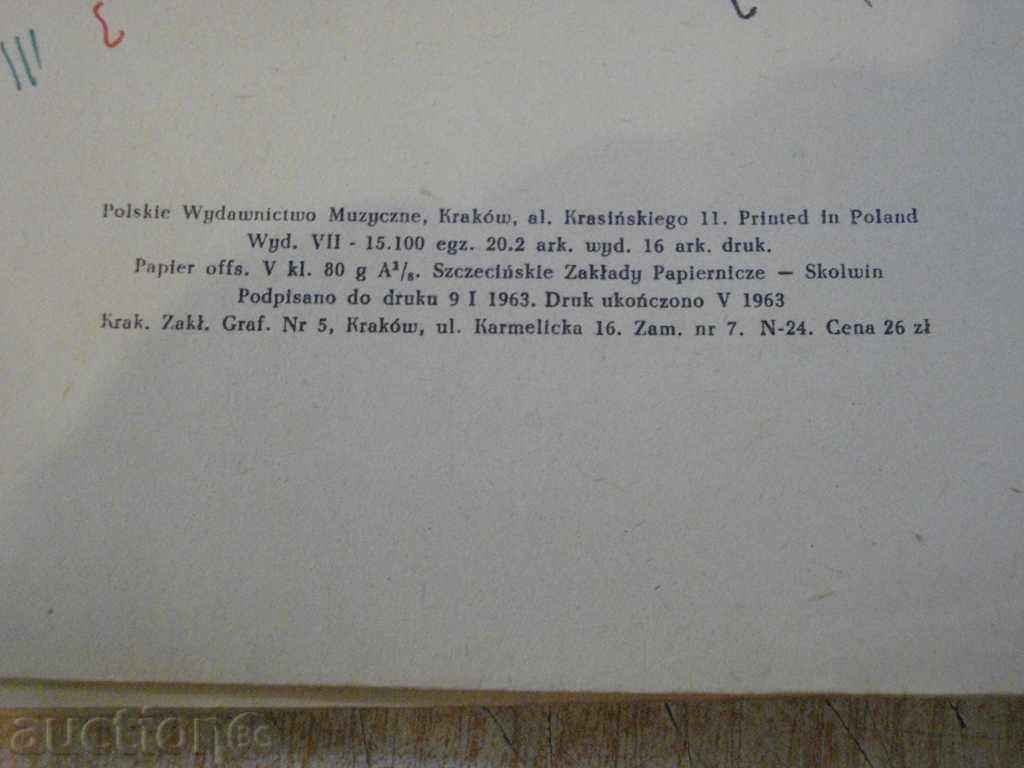 Polskie Wydawnictwo Muzyczne, Kraków, al. Krasińskiego 11. Printed in Poland
Wyd. VII - 15.100 egz. 20.2 ark. wyd. 16 ark. druk.
Papier offs. V kl. 80 g A¹/₈. Szczecińskie Zakłady Papiernicze — Skolwin
Podpisano do druku 9 I 1963. Druk ukończono V 1963
Krak. Zakł. Graf. Nr 5, Kraków, ul. Karmelicka 16. Zam. nr 7. N-24. Cena 26 zł
auctionBG